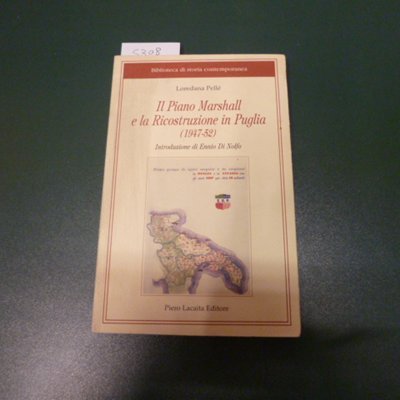 S308
Biblioteca di storia contemporanea
Loredana Pellé
Il Piano Marshall
e la Ricostruzione in Puglia
(1947-52)
Introduzione di Ennio Di Nolfo
Piero Lacaita Editore